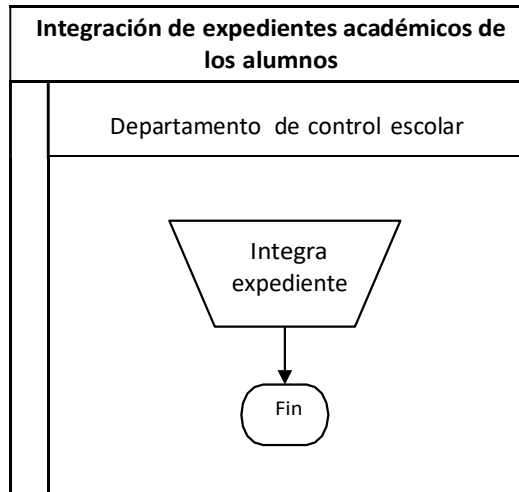 Integración de expedientes académicos de
los alumnos
Departamento de control escolar
Integra
expediente
Fin